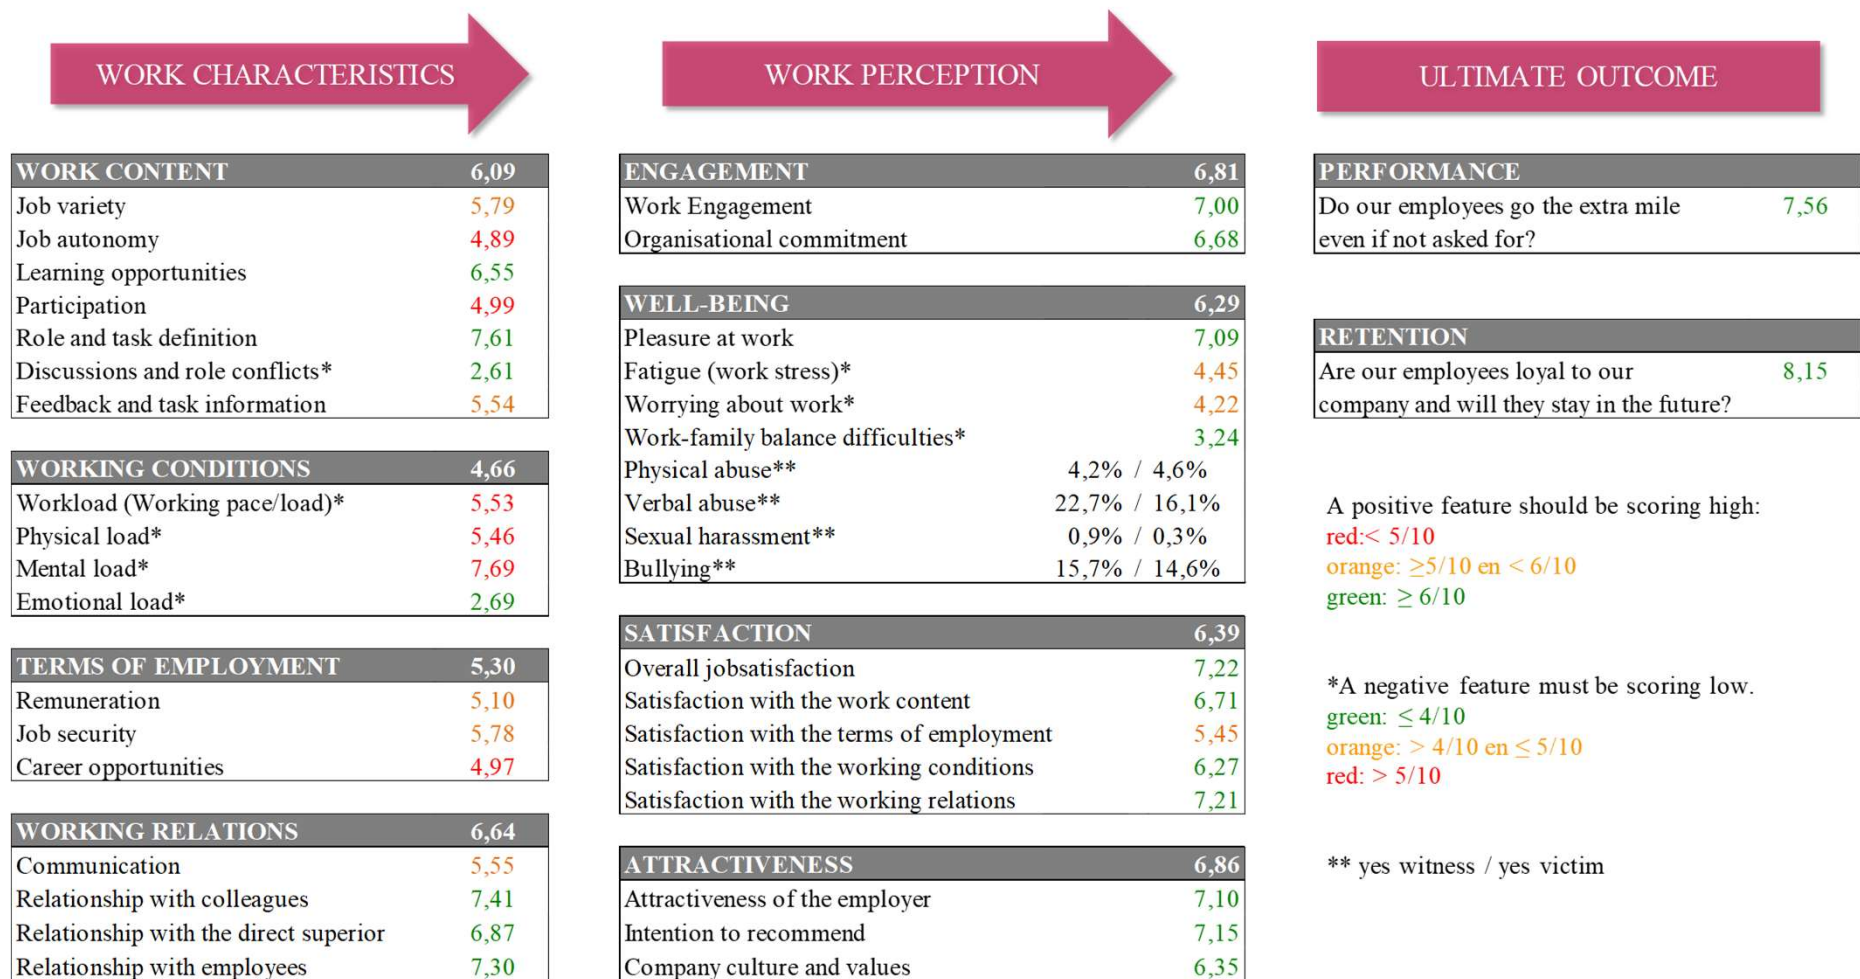 WORK CHARACTERISTICS
WORK CONTENT 6,09
Job variety 5,79
Job autonomy 4,89
Learning opportunities 6,55
Participation 4,99
Role and task definition 7,61
Discussions and role conflicts* 2,61
Feedback and task information 5,54
WORKING CONDITIONS 4,66
Workload (Working pace/load)* 5,53
Physical load* 5,46
Mental load* 7,69
Emotional load* 2,69
TERMS OF EMPLOYMENT 5,30
Remuneration 5,10
Job security 5,78
Career opportunities 4,97
WORKING RELATIONS 6,64
Communication 5,55
Relationship with colleagues 7,41
Relationship with the direct superior 6,87
Relationship with employees 7,30
WORK PERCEPTION
ENGAGEMENT 6,81
Work Engagement 7,00
Organisational commitment 6,68
WELL-BEING 6,29
Pleasure at work 7,09
Fatigue (work stress)* 4,45
Worrying about work* 4,22
Work-family balance difficulties* 3,24
Physical abuse** 4,2% / 4,6%
Verbal abuse** 22,7% / 16,1%
Sexual harassment** 0,9% / 0,3%
Bullying** 15,7% / 14,6%
SATISFACTION 6,39
Overall jobsatisfaction 7,22
Satisfaction with the work content 6,71
Satisfaction with the terms of employment 5,45
Satisfaction with the working conditions 6,27
Satisfaction with the working relations 7,21
ATTRACTIVENESS 6,86
Attractiveness of the employer 7,10
Intention to recommend 7,15
Company culture and values 6,35
ULTIMATE OUTCOME
PERFORMANCE
Do our employees go the extra mile 7,56
even if not asked for?
RETENTION
Are our employees loyal to our 8,15
company and will they stay in the future?
A positive feature should be scoring high:
red:< 5/10
orange: ≥5/10 en < 6/10
green: ≥ 6/10
*A negative feature must be scoring low.
green: ≤ 4/10
orange: > 4/10 en ≤ 5/10
red: > 5/10
** yes witness / yes victim